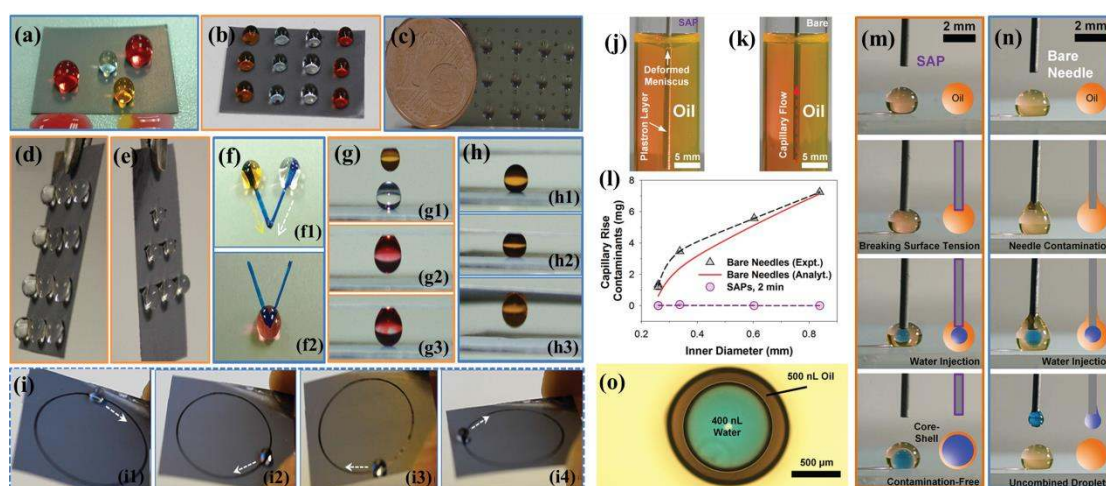 (a)
(b)
(c)
(d)
(e)
(f)
(f1)
(f2)
(g)
(g1)
(g2)
(g3)
(h)
(h1)
(h2)
(h3)
(i)
(i1)
(i2)
(i3)
(i4)
(j)
SAP
Deformed
Meniscus
Plastron Layer
Oil
5 mm
(k)
Bare
Capillary Flow
Oil
5 mm
(l)
Capillary Rise
Contaminants (mg)
8
6
4
2
0
Bare Needles (Expt.)
Bare Needles (Analyt.)
SAPs, 2 min
0.2
0.4
0.6
0.8
Inner Diameter (mm)
(o)
500 nL Oil
400 nL
Water
500 µm
(m)
2 mm
SAP
Oil
Breaking Surface Tension
Water Injection
Core-
Shell
Contamination-Free
(n)
2 mm
Bare
Needle
Oil
Needle Contamination
Water Injection
Uncombined Droplet